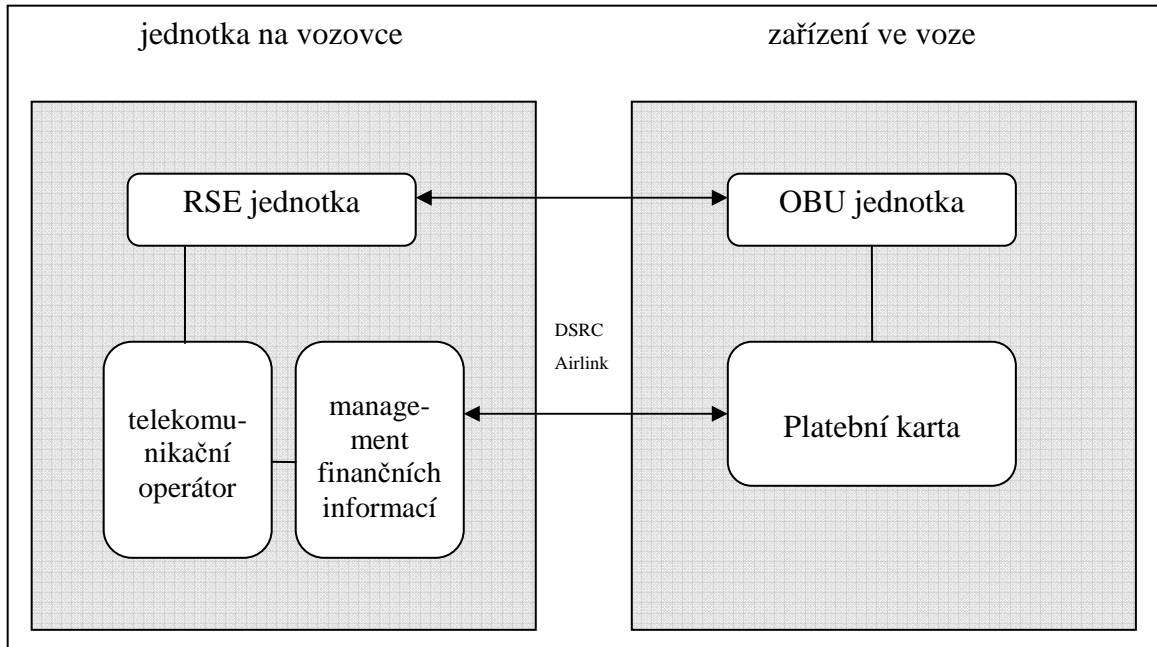 jednotka na vozovce
zařízení ve voze
RSE jednotka
OBU jednotka
DSRC
Airlink
telekomu-
nikační
operátor
manage-
ment
finančních
informací
Platební karta